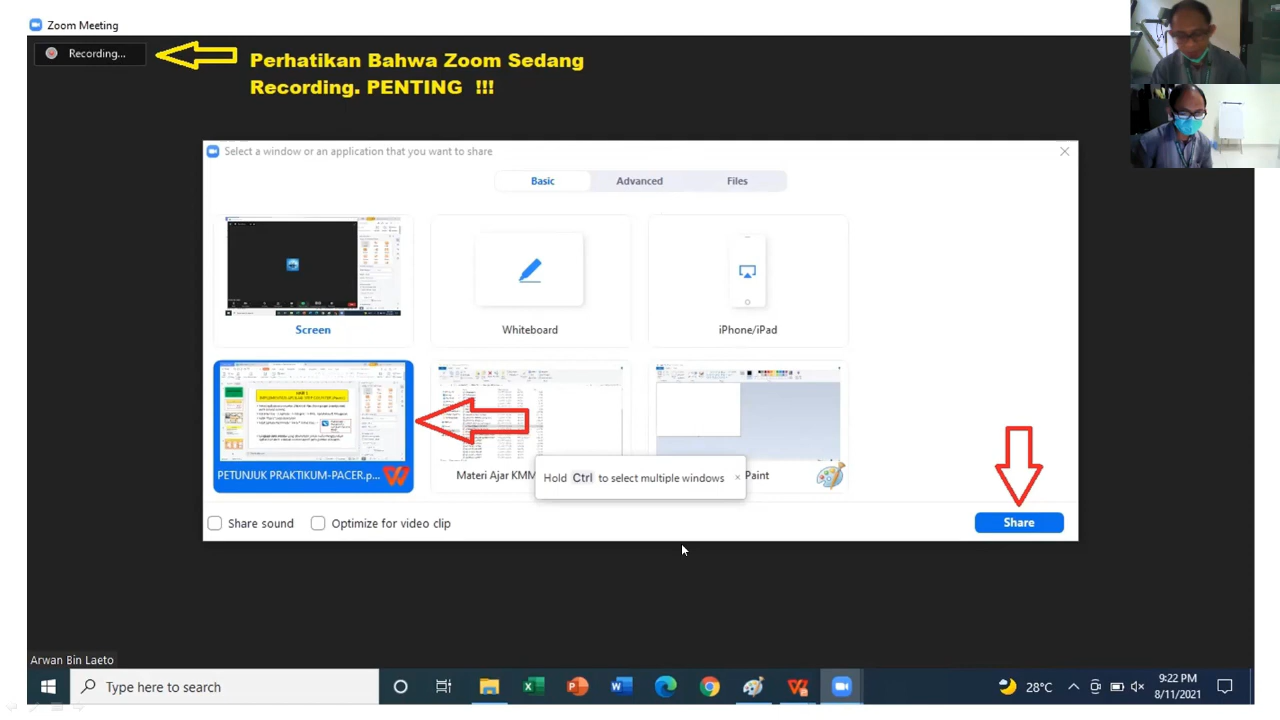 Zoom Meeting
Recording...
Perhatikan Bahwa Zoom Sedang
Recording. PENTING !!!
Select a window or an application that you want to share
Basic Advanced Files
Screen Whiteboard iPhone/iPad
PETUNJUK PRAKTIKUM-PACER.p... Materi Ajar KMM Paint
Hold Ctrl to select multiple windows
Share sound Optimize for video clip Share
Arwan Bin Laeto
Type here to search
28°C
9:22 PM
8/11/2021